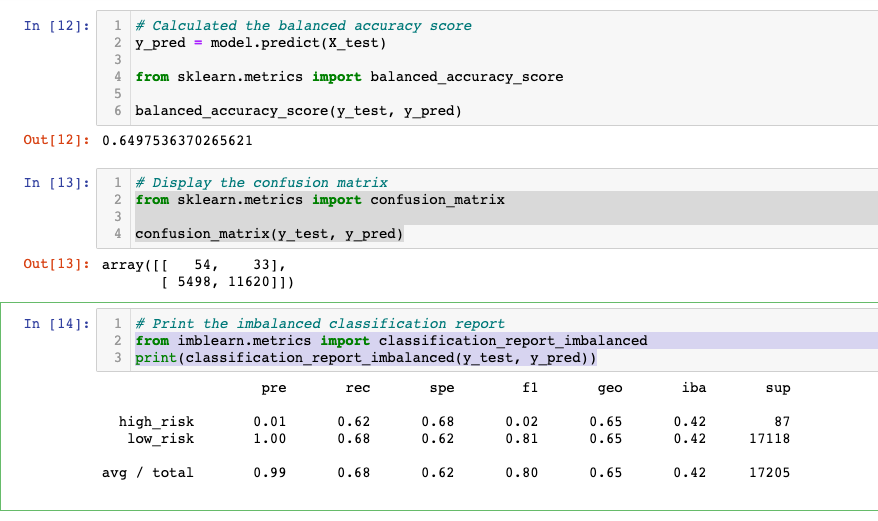 In [12]:
1 # Calculated the balanced accuracy score
2 y_pred = model.predict(X_test)
3
4 from sklearn.metrics import balanced_accuracy_score
5
6 balanced_accuracy_score(y_test, y_pred)
Out[12]: 0.6497536370265621
In [13]:
1 # Display the confusion matrix
2 from sklearn.metrics import confusion_matrix
3
4 confusion_matrix(y_test, y_pred)
Out[13]: array([[   54,    33],
       [ 5498, 11620]])
In [14]:
1 # Print the imbalanced classification report
2 from imblearn.metrics import classification_report_imbalanced
3 print(classification_report_imbalanced(y_test, y_pred))
pre rec spe f1 geo iba sup
high_risk 0.01 0.62 0.68 0.02 0.65 0.42 87
low_risk 1.00 0.68 0.62 0.81 0.65 0.42 17118
avg / total 0.99 0.68 0.62 0.80 0.65 0.42 17205